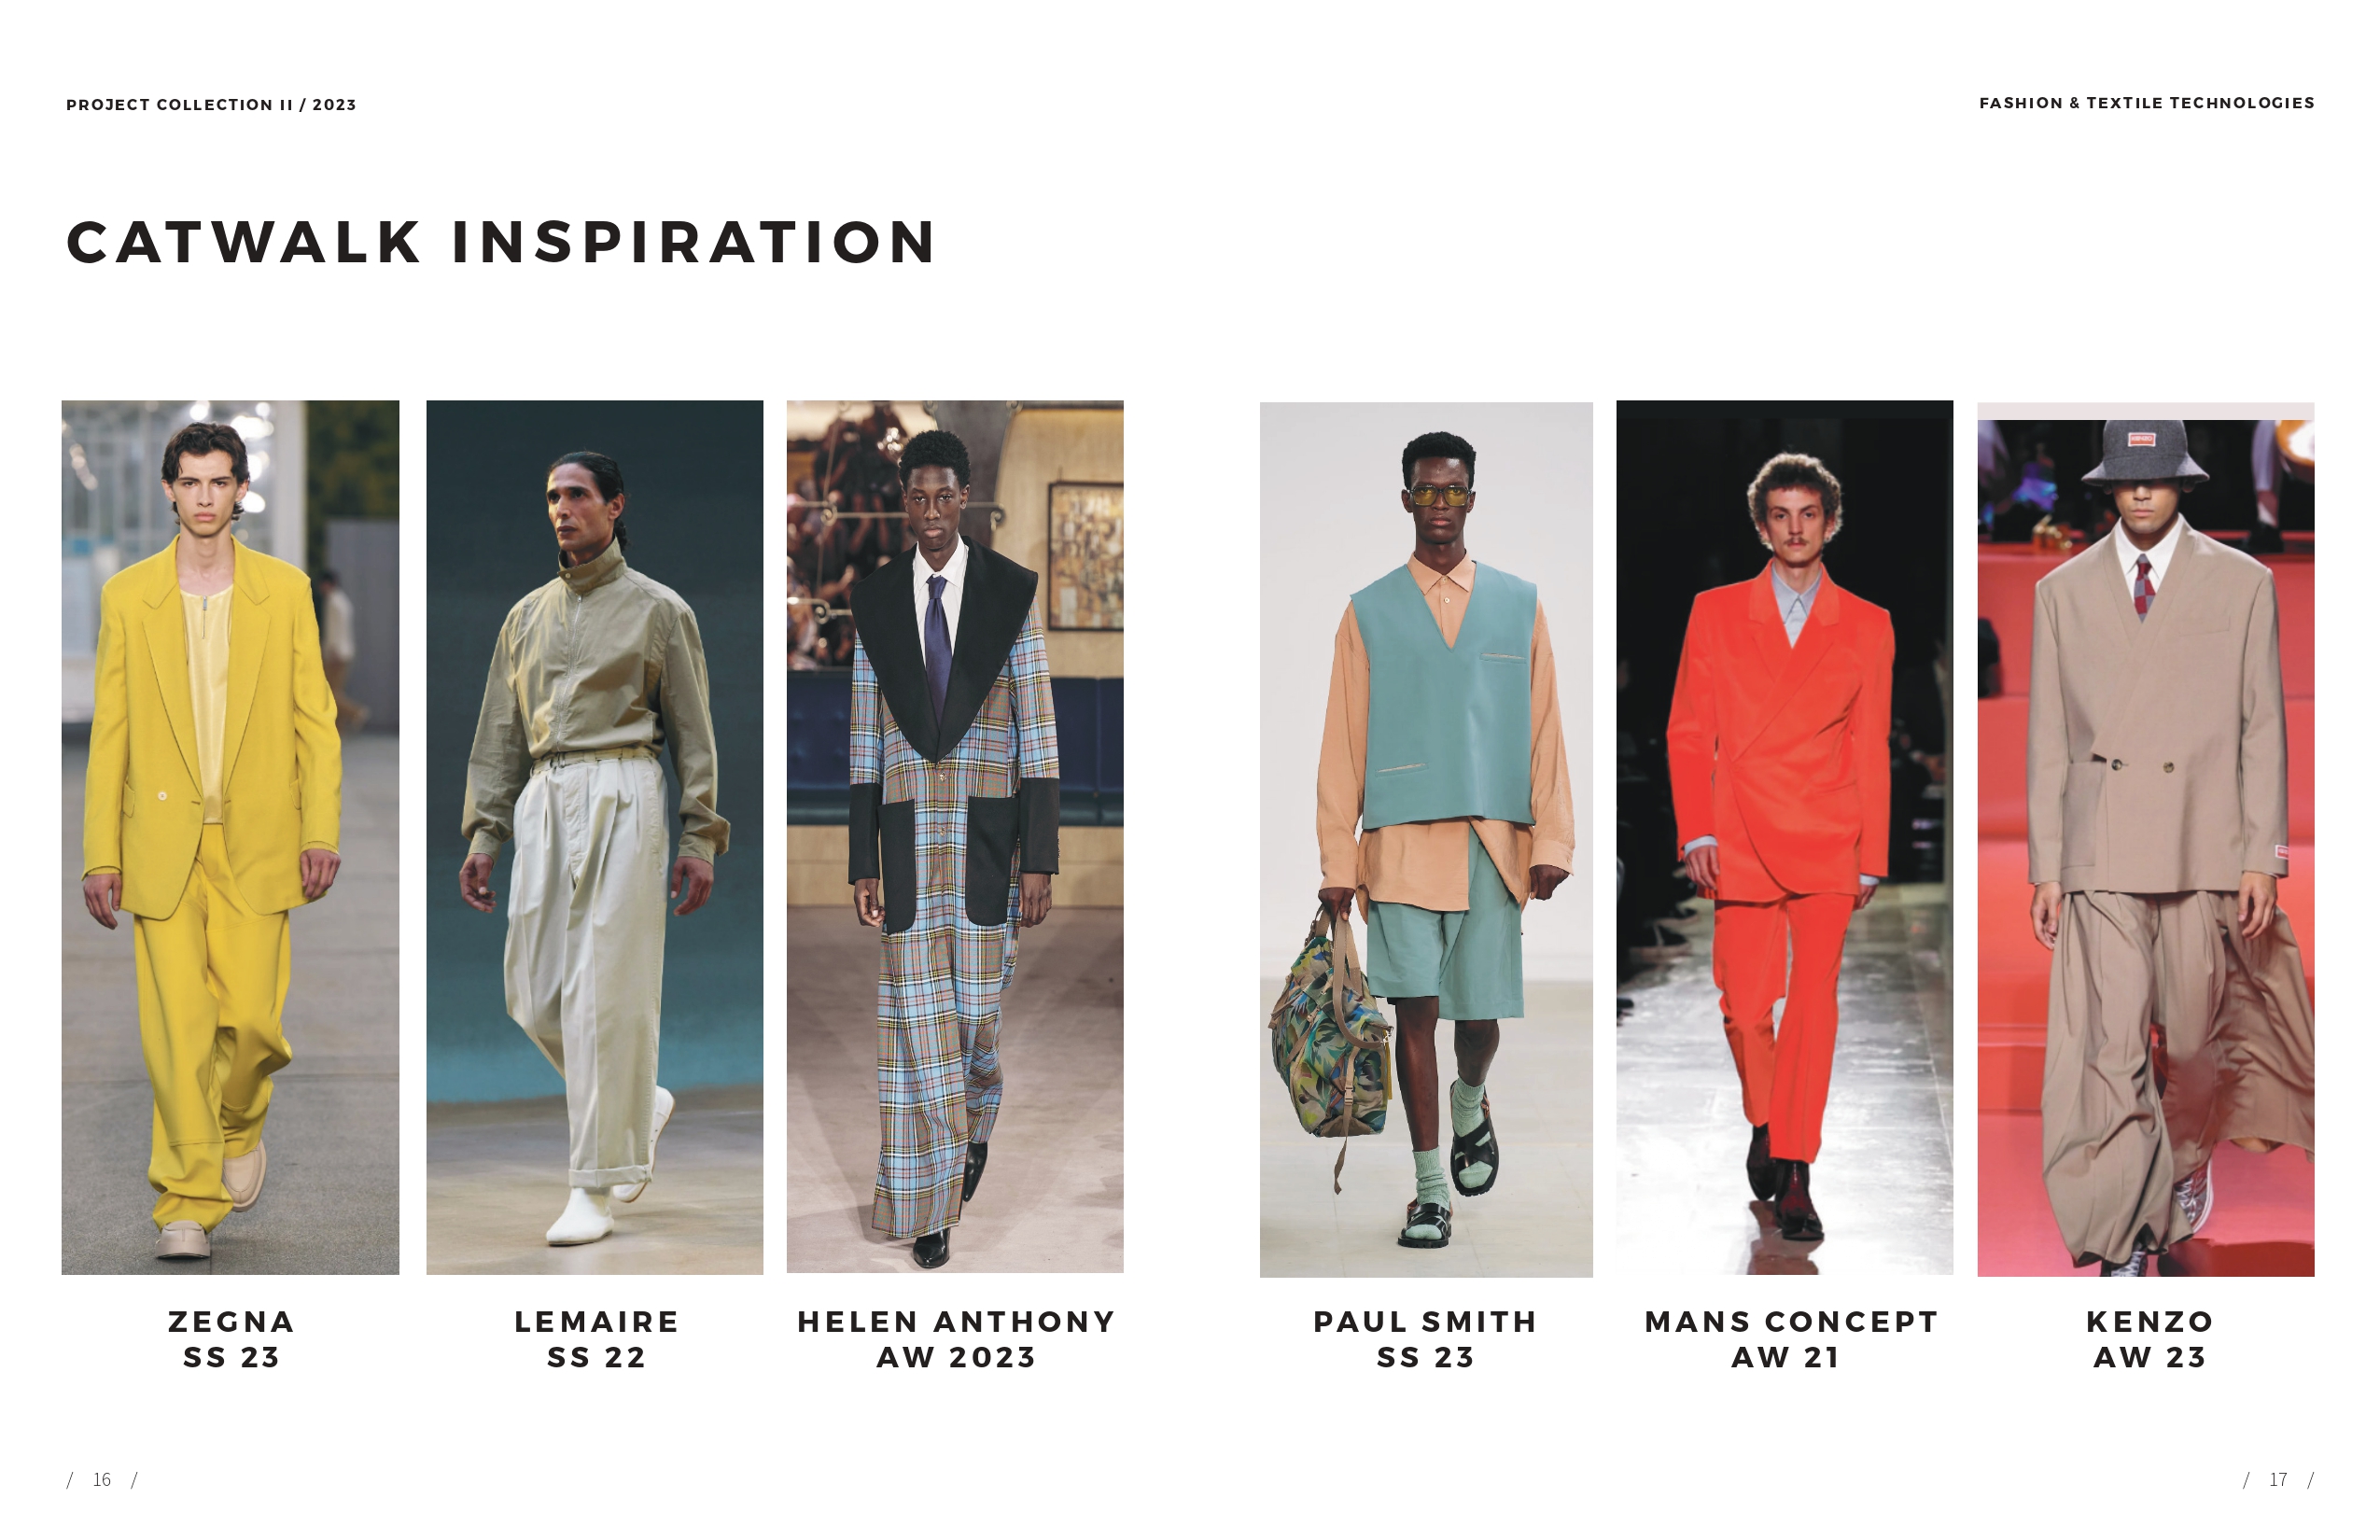 PROJECT COLLECTION II / 2023
FASHION & TEXTILE TECHNOLOGIES
CATWALK INSPIRATION
KENZO
ZEGNA
SS 23
LEMAIRE
SS 22
HELEN ANTHONY
AW 2023
PAUL SMITH
SS 23
MANS CONCEPT
AW 21
KENZO
AW 23
/ 16 /
/ 17 /